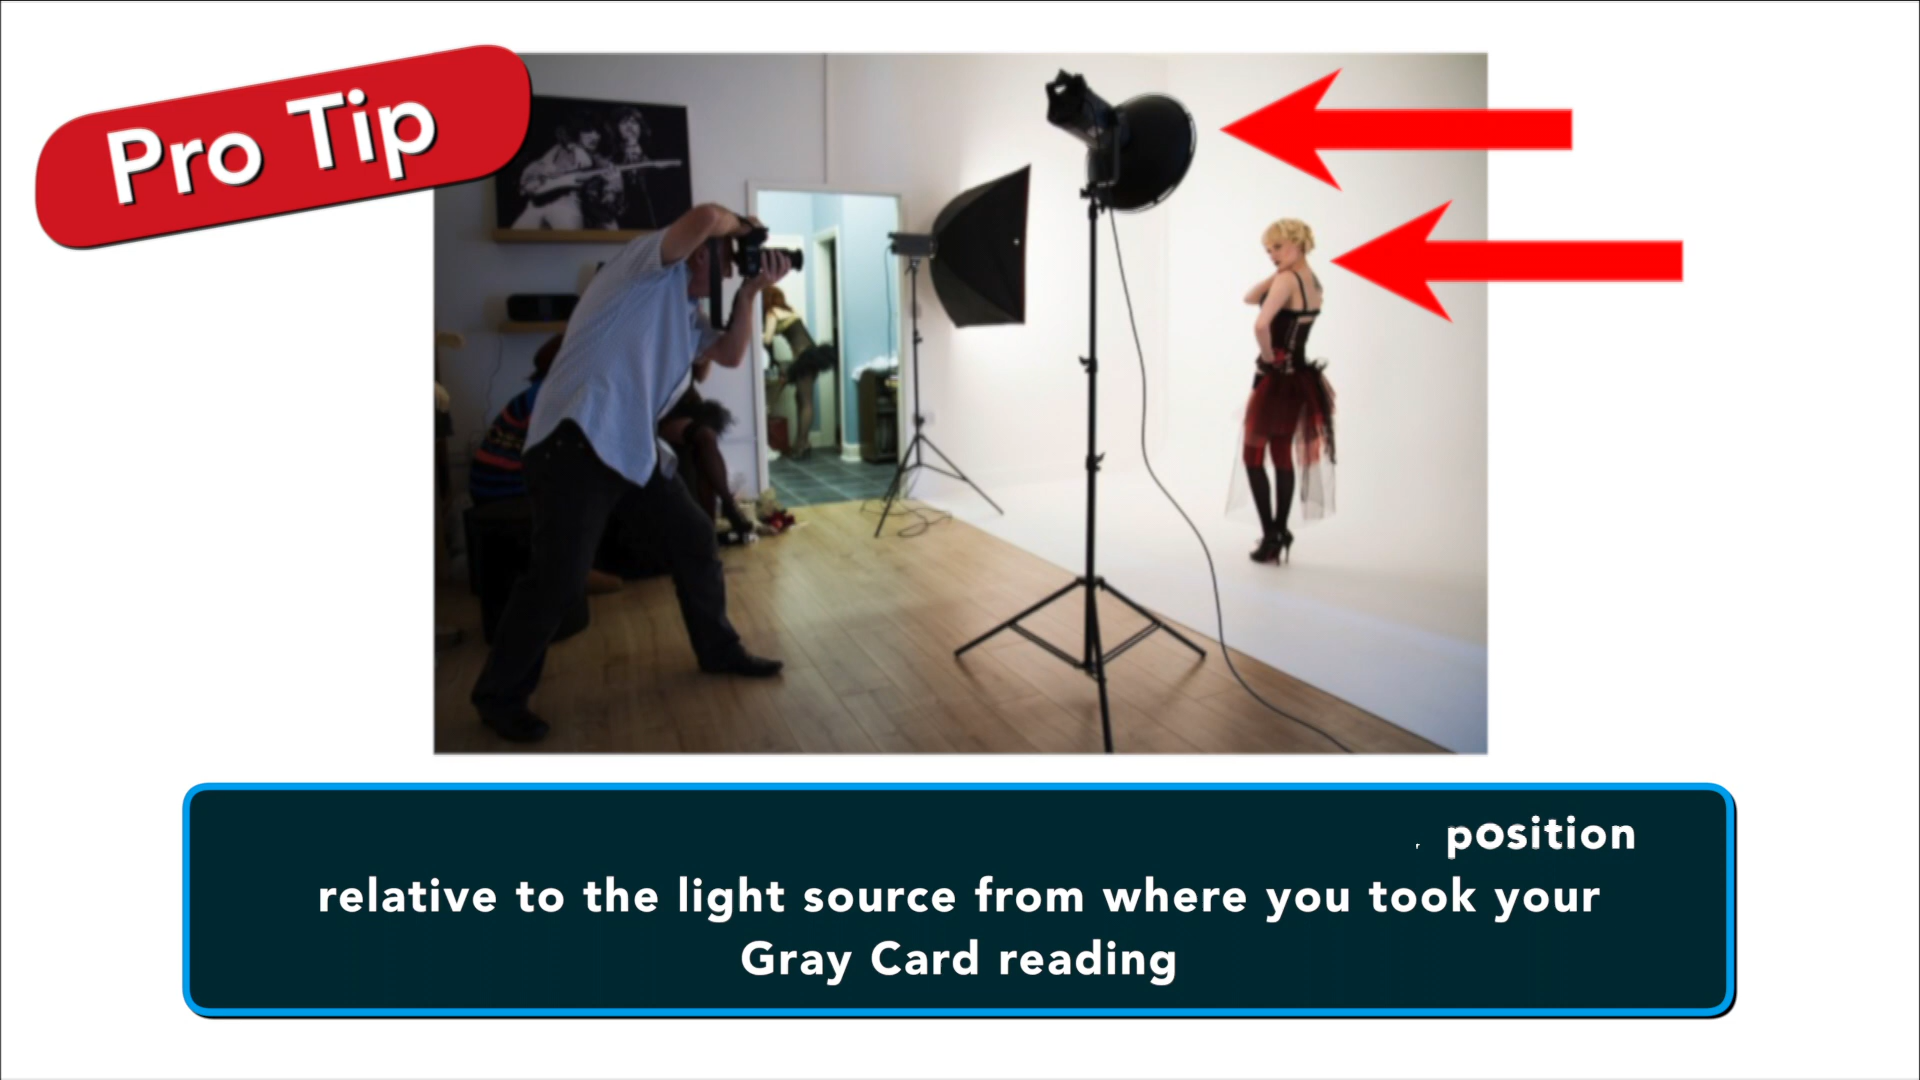 Pro Tip
position
relative to the light source from where you took your
Gray Card reading